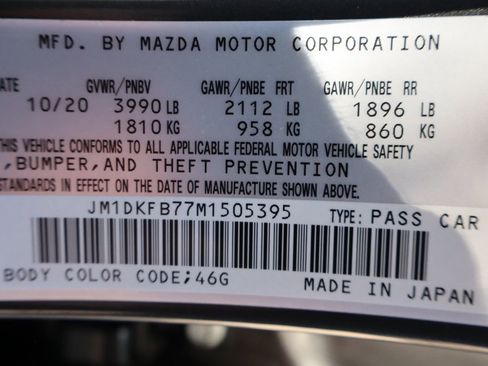 MFD. BY MAZDA MOTOR CORPORATION
DATE GVWR/PNBV GAWR/PNBE FRT GAWR/PNBE RR
10/20 3990 LB 2112 LB 1896 LB
1810 KG 958 KG 860 KG
THIS VEHICLE CONFORMS TO ALL APPLICABLE FEDERAL MOTOR VEHICLE SAFETY
,BUMPER,AND THEFT PREVENTION
STANDARDS IN EFFECT ON THE DATE OF MANUFACTURE SHOWN ABOVE.
JM1DKFB77M1505395 TYPE: PASS CAR
BODY COLOR CODE;46G MADE IN JAPAN